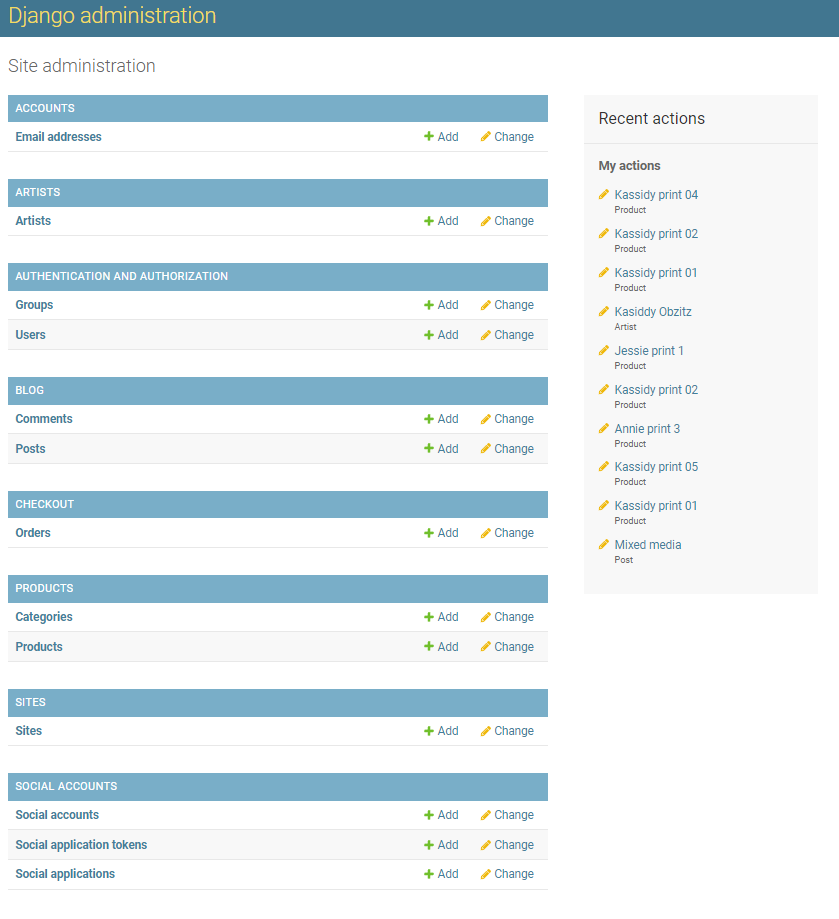 Django administration
Site administration
ACCOUNTS
Email addresses Add Change
ARTISTS
Artists Add Change
AUTHENTICATION AND AUTHORIZATION
Groups Add Change
Users Add Change
BLOG
Comments Add Change
Posts Add Change
CHECKOUT
Orders Add Change
PRODUCTS
Categories Add Change
Products Add Change
SITES
Sites Add Change
SOCIAL ACCOUNTS
Social accounts Add Change
Social application tokens Add Change
Social applications Add Change
Recent actions
My actions
Kassidy print 04
Product
Kassidy print 02
Product
Kassidy print 01
Product
Kasiddy Obzitz
Artist
Jessie print 1
Product
Kassidy print 02
Product
Annie print 3
Product
Kassidy print 05
Product
Kassidy print 01
Product
Mixed media
Post